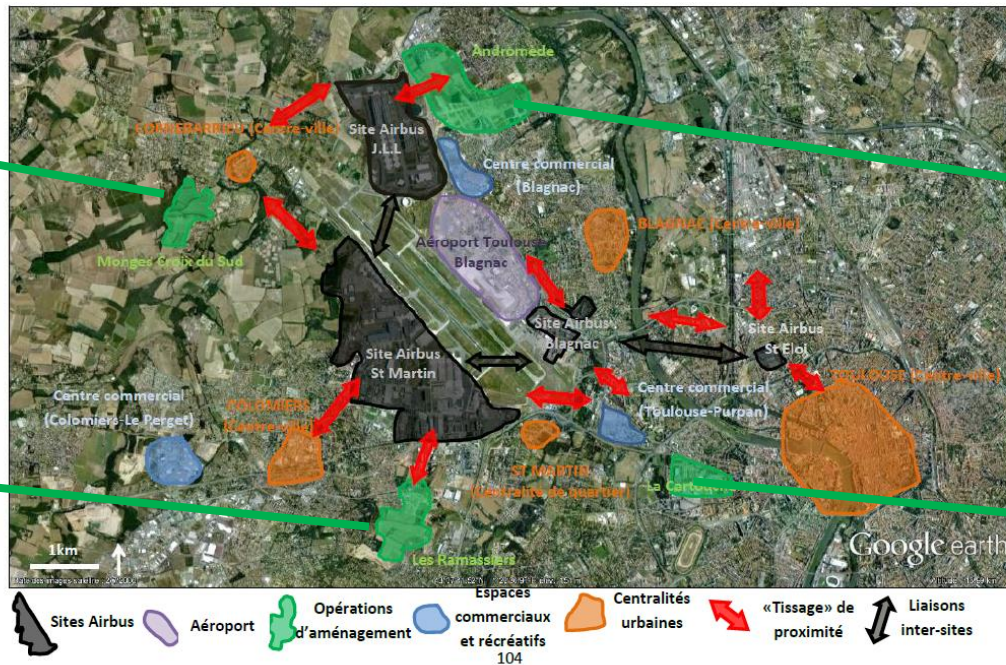 Andromède
Site Airbus
J.L.L
CORNEBARRIEU (Centre-ville)
Centre commercial
(Blagnac)
BLAGNAC (Centre-ville)
Aéroport Toulouse
Blagnac
Monges Croix du Sud
Site Airbus
Blagnac
Site Airbus
St Eloi
Site Airbus
St Martin
TOULOUSE (Centre-ville)
Centre commercial
(Colomiers-Le Perget)
COLOMIERS
(Centre-ville)
Centre commercial
(Toulouse-Purpan)
ST MARTIN
(Centralité de quartier)
La Cartoucherie
Les Ramassiers
1km
Google earth
Sites Airbus
Aéroport
Opérations
d'aménagement
Espaces
commerciaux
et récréatifs
Centralités
urbaines
«Tissage» de
proximité
Liaisons
inter-sites
104